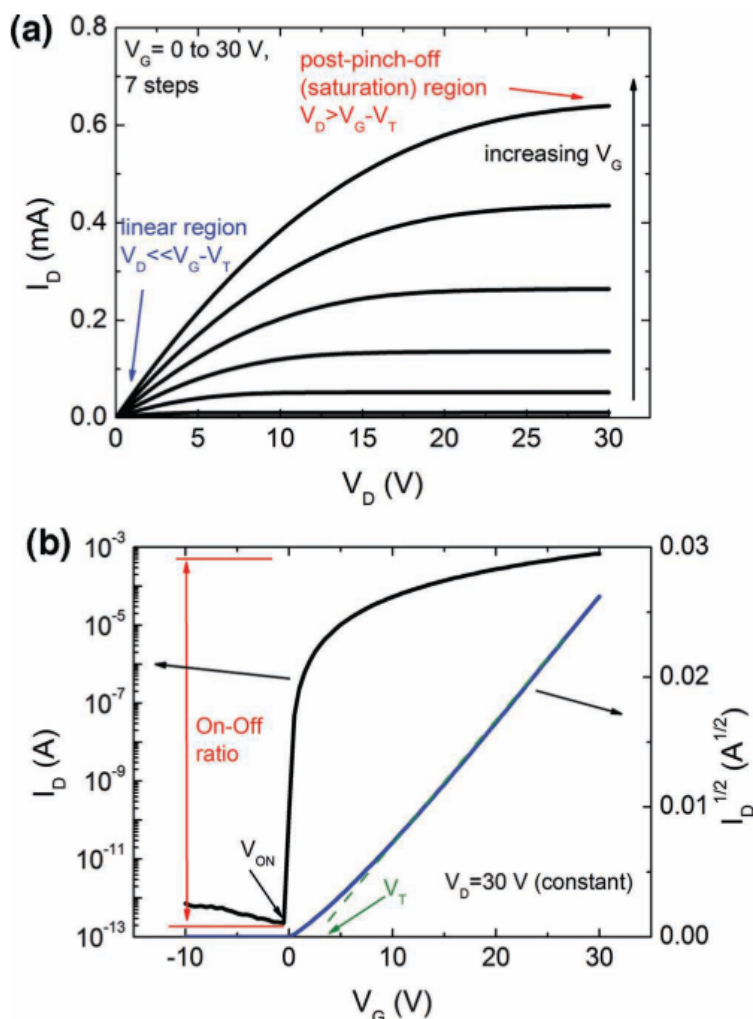 (a)
V_G= 0 to 30 V,
7 steps
post-pinch-off
(saturation) region
V_D>V_G-V_T
increasing V_G
linear region
V_D<<V_G-V_T
I_D (mA)
0.8
0.6
0.4
0.2
0.0
0 5 10 15 20 25 30
V_D (V)
(b)
I_D (A)
10^-3
10^-5
10^-7
10^-9
10^-11
10^-13
On-Off
ratio
V_ON
V_T
V_D=30 V (constant)
0.03
0.02
0.01
0.00
I_D^1/2 (A^1/2)
-10 0 10 20 30
V_G (V)